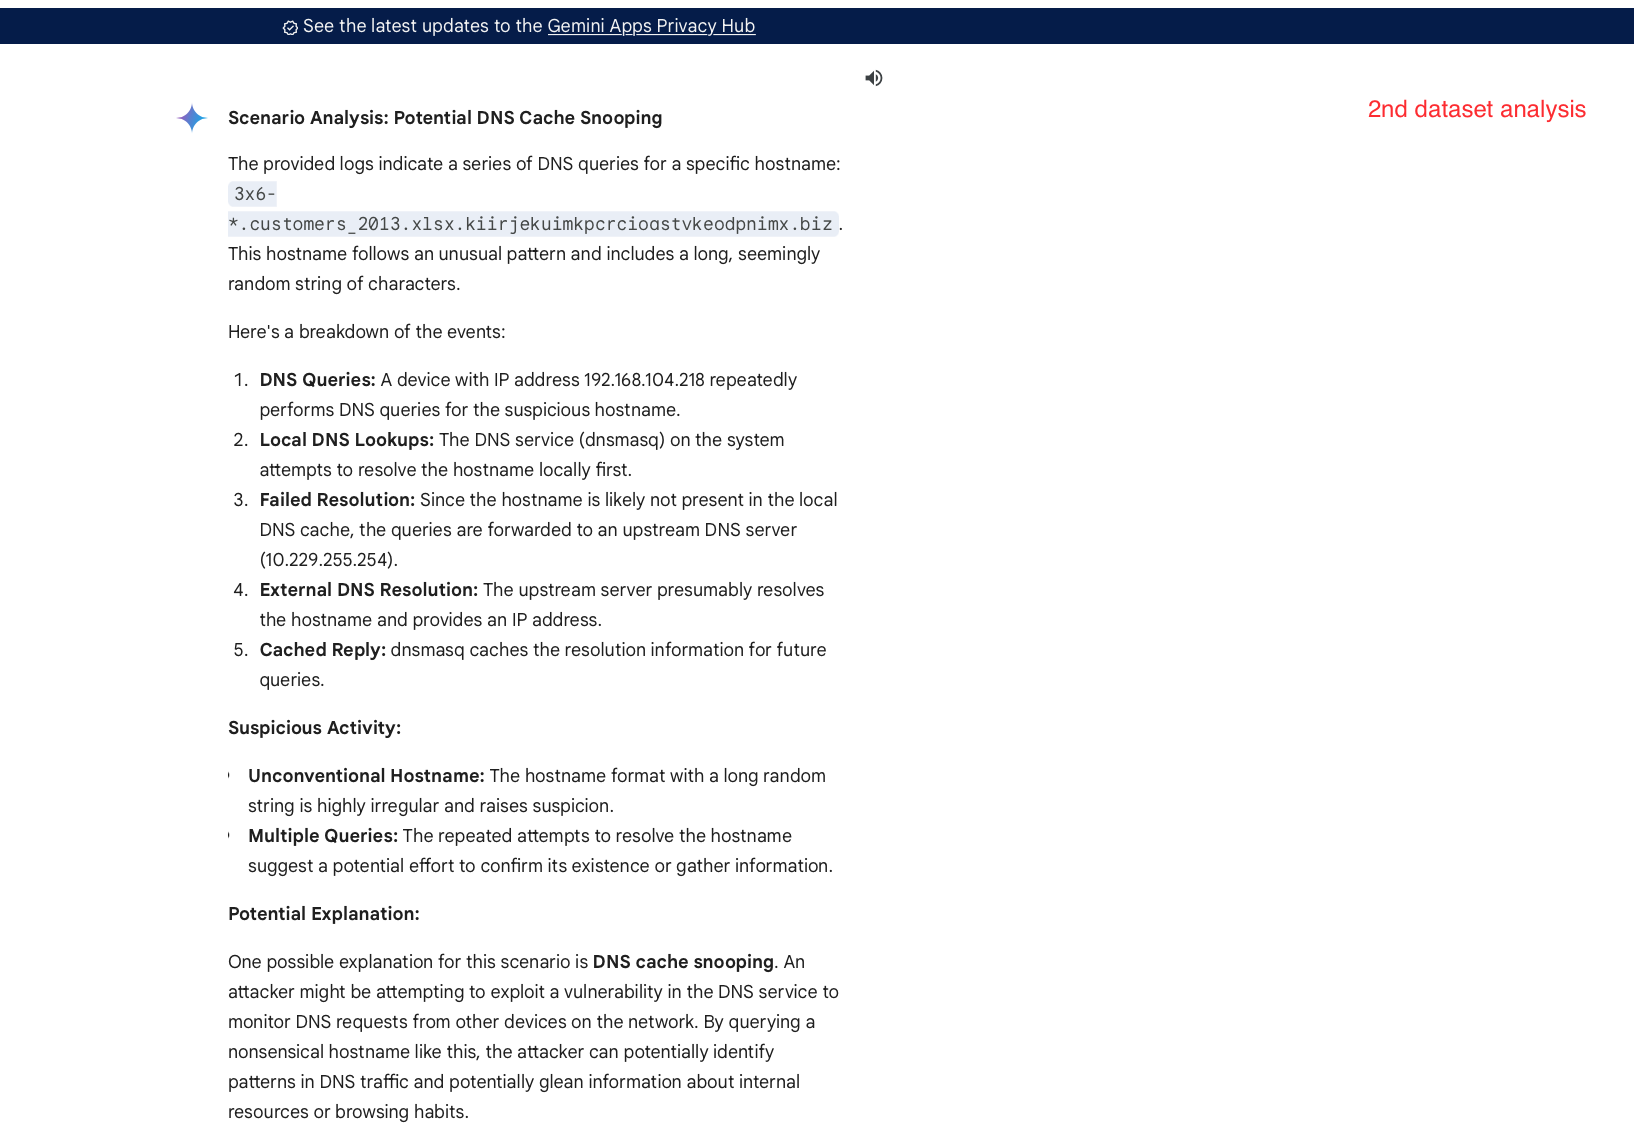 See the latest updates to the Gemini Apps Privacy Hub
2nd dataset analysis
Scenario Analysis: Potential DNS Cache Snooping
The provided logs indicate a series of DNS queries for a specific hostname:
3x6-
*.customers_2013.xlsx.kiirjekuimkpcrcioastvkeodpnimx.biz.
This hostname follows an unusual pattern and includes a long, seemingly
random string of characters.
Here's a breakdown of the events:
1. DNS Queries: A device with IP address 192.168.104.218 repeatedly
performs DNS queries for the suspicious hostname.
2. Local DNS Lookups: The DNS service (dnsmasq) on the system
attempts to resolve the hostname locally first.
3. Failed Resolution: Since the hostname is likely not present in the local
DNS cache, the queries are forwarded to an upstream DNS server
(10.229.255.254).
4. External DNS Resolution: The upstream server presumably resolves
the hostname and provides an IP address.
5. Cached Reply: dnsmasq caches the resolution information for future
queries.
Suspicious Activity:
Unconventional Hostname: The hostname format with a long random
string is highly irregular and raises suspicion.
Multiple Queries: The repeated attempts to resolve the hostname
suggest a potential effort to confirm its existence or gather information.
Potential Explanation:
One possible explanation for this scenario is DNS cache snooping. An
attacker might be attempting to exploit a vulnerability in the DNS service to
monitor DNS requests from other devices on the network. By querying a
nonsensical hostname like this, the attacker can potentially identify
patterns in DNS traffic and potentially glean information about internal
resources or browsing habits.